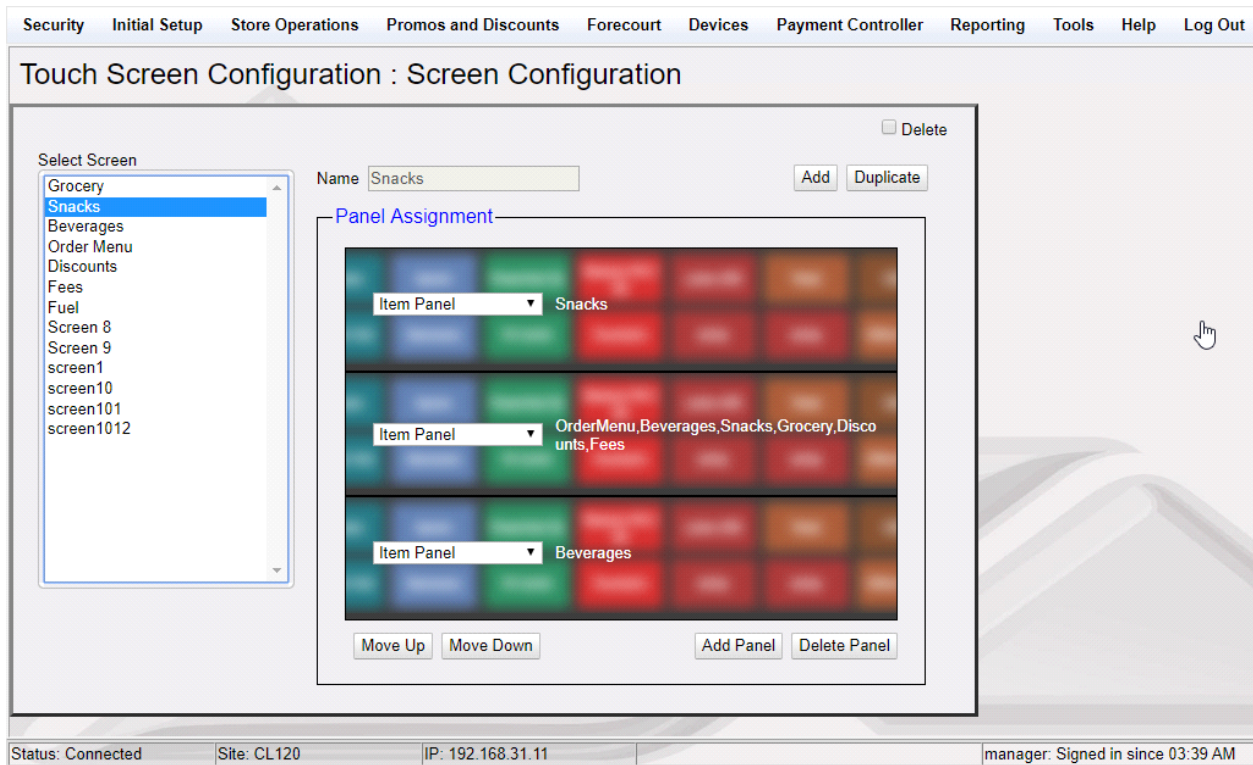 Security Initial Setup Store Operations Promos and Discounts Forecourt Devices Payment Controller Reporting Tools Help Log Out
Touch Screen Configuration : Screen Configuration
Delete
Select Screen
Grocery
Snacks
Beverages
Order Menu
Discounts
Fees
Fuel
Screen 8
Screen 9
screen1
screen10
screen101
screen1012
Name Snacks
Add Duplicate
Panel Assignment
Item Panel Snacks
Item Panel OrderMenu,Beverages,Snacks,Grocery,Disco
unts,Fees
Item Panel Beverages
Move Up Move Down Add Panel Delete Panel
Status: Connected Site: CL120 IP: 192.168.31.11 manager: Signed in since 03:39 AM